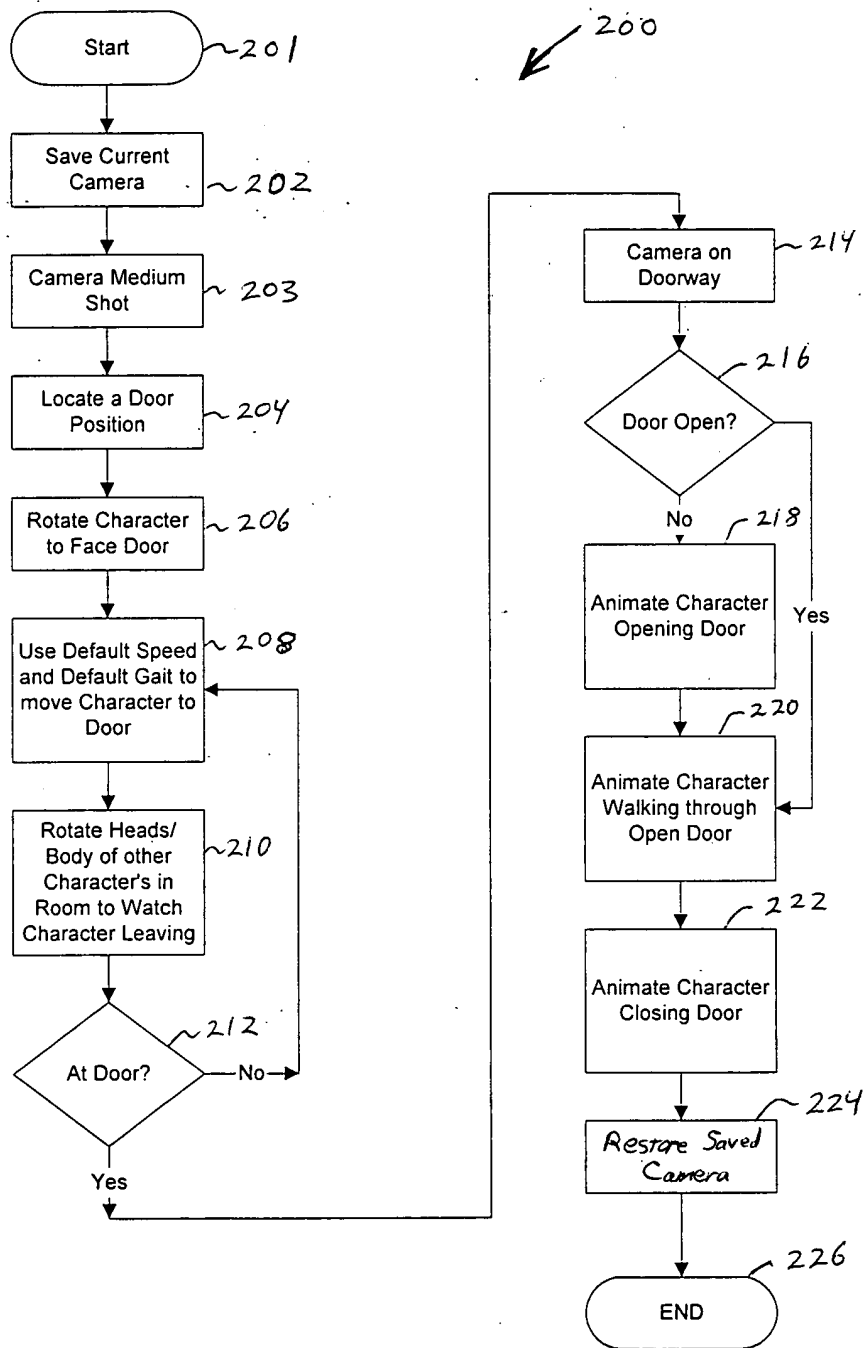 200
Start
201
Save Current
Camera
202
Camera Medium
Shot
203
Locate a Door
Position
204
Rotate Character
to Face Door
206
Use Default Speed
and Default Gait to
move Character to
Door
208
Rotate Heads/
Body of other
Character's in
Room to Watch
Character Leaving
210
At Door?
212
No
Yes
Camera on
Doorway
214
Door Open?
216
No
Yes
Animate Character
Opening Door
218
Animate Character
Walking through
Open Door
220
Animate Character
Closing Door
222
Restore Saved
Camera
224
END
226